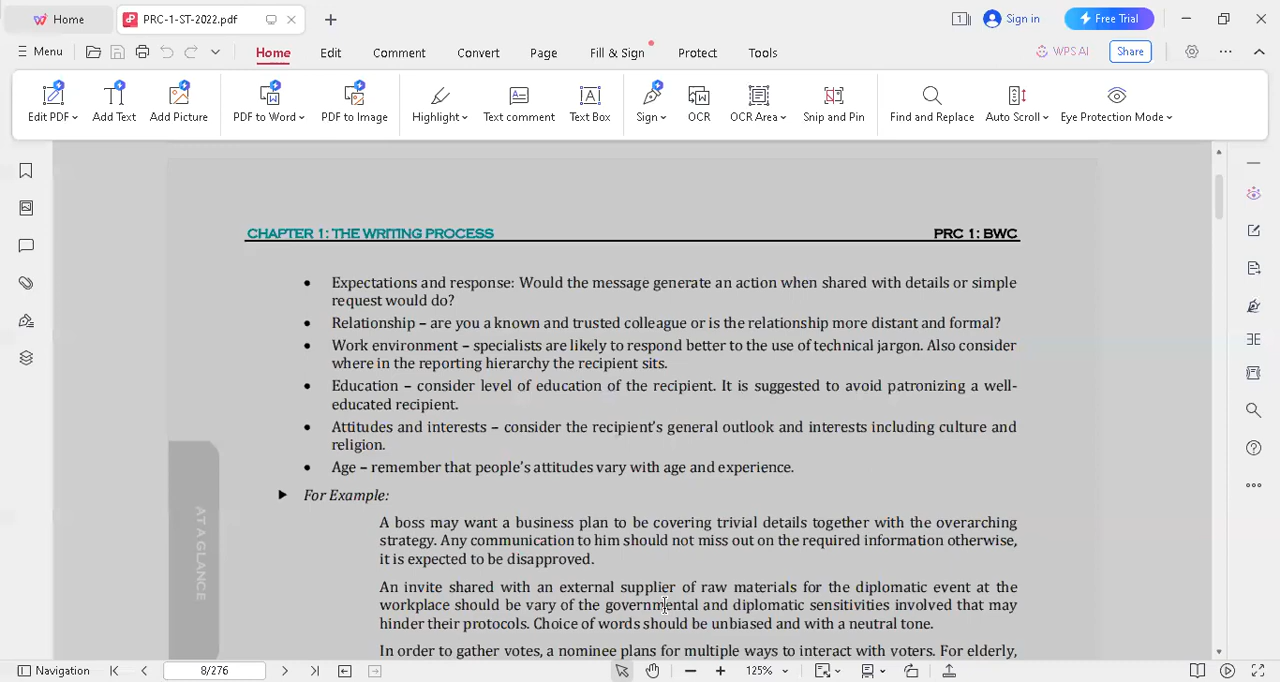 Home
PRC-1-ST-2022.pdf
Sign in
Free Trial
Menu
Home
Edit
Comment
Convert
Page
Fill & Sign
Protect
Tools
WPS AI
Share
Edit PDF
Add Text
Add Picture
PDF to Word
PDF to Image
Highlight
Text comment
Text Box
Sign
OCR
OCR Area
Snip and Pin
Find and Replace
Auto Scroll
Eye Protection Mode
CHAPTER 1: THE WRITING PROCESS PRC 1: BWC
• Expectations and response: Would the message generate an action when shared with details or simple
request would do?
• Relationship – are you a known and trusted colleague or is the relationship more distant and formal?
• Work environment – specialists are likely to respond better to the use of technical jargon. Also consider
where in the reporting hierarchy the recipient sits.
• Education – consider level of education of the recipient. It is suggested to avoid patronizing a well-
educated recipient.
• Attitudes and interests – consider the recipient's general outlook and interests including culture and
religion.
• Age – remember that people's attitudes vary with age and experience.
For Example:
A boss may want a business plan to be covering trivial details together with the overarching
strategy. Any communication to him should not miss out on the required information otherwise,
it is expected to be disapproved.
An invite shared with an external supplier of raw materials for the diplomatic event at the
workplace should be vary of the governmental and diplomatic sensitivities involved that may
hinder their protocols. Choice of words should be unbiased and with a neutral tone.
In order to gather votes, a nominee plans for multiple ways to interact with voters. For elderly,
AT A GLANCE
Navigation
8/276
125%